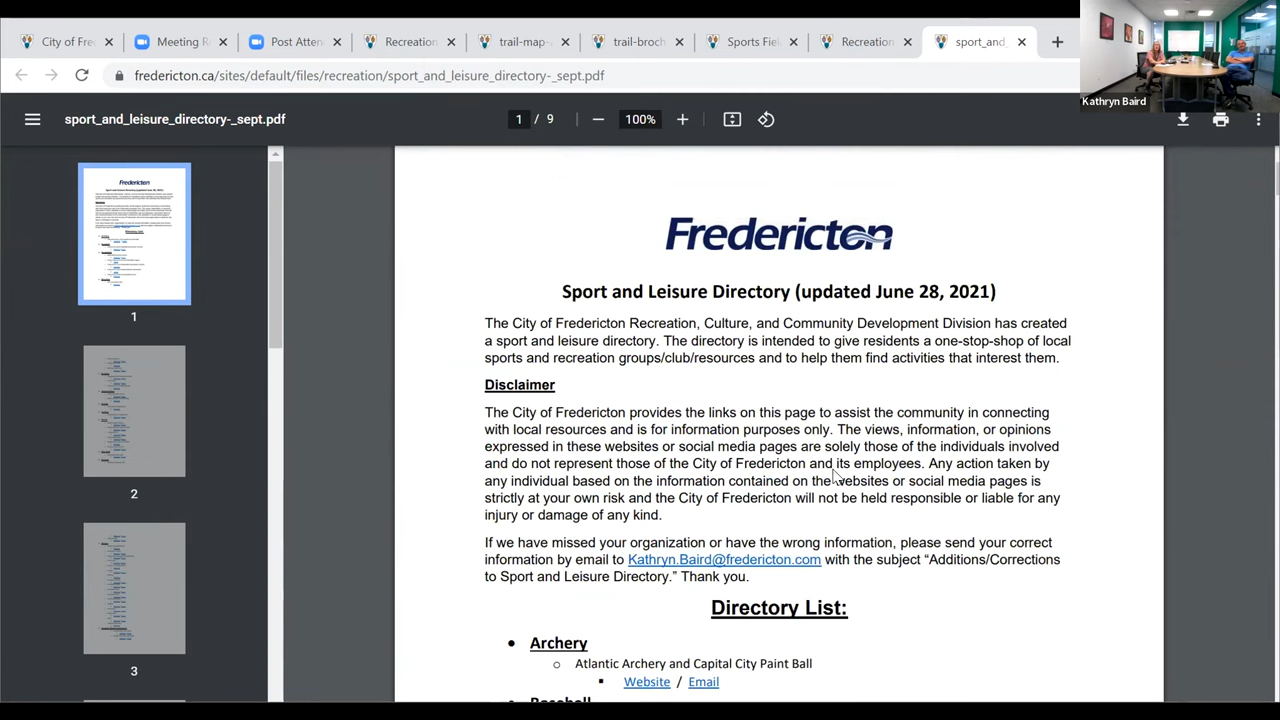 City of Fre
Meeting R
Post Atten
Recreation
trail-map
trail-broch
Sports Fiel
Recreation
sport_and_
fredericton.ca/sites/default/files/recreation/sport_and_leisure_directory-_sept.pdf
Kathryn Baird
sport_and_leisure_directory-_sept.pdf
1 / 9
100%
1
2
3
Fredericton
Sport and Leisure Directory (updated June 28, 2021)
The City of Fredericton Recreation, Culture, and Community Development Division has created
a sport and leisure directory. The directory is intended to give residents a one-stop-shop of local
sports and recreation groups/club/resources and to help them find activities that interest them.
Disclaimer
The City of Fredericton provides the links on this page to assist the community in connecting
with local resources and is for information purposes only. The views, information, or opinions
expressed in these websites or social media pages are solely those of the individuals involved
and do not represent those of the City of Fredericton and its employees. Any action taken by
any individual based on the information contained on the websites or social media pages is
strictly at your own risk and the City of Fredericton will not be held responsible or liable for any
injury or damage of any kind.
If we have missed your organization or have the wrong information, please send your correct
information by email to Kathryn.Baird@fredericton.com with the subject “Additions/Corrections
to Sport and Leisure Directory.” Thank you.
Directory List:
• Archery
o Atlantic Archery and Capital City Paint Ball
▪ Website / Email
Baseball